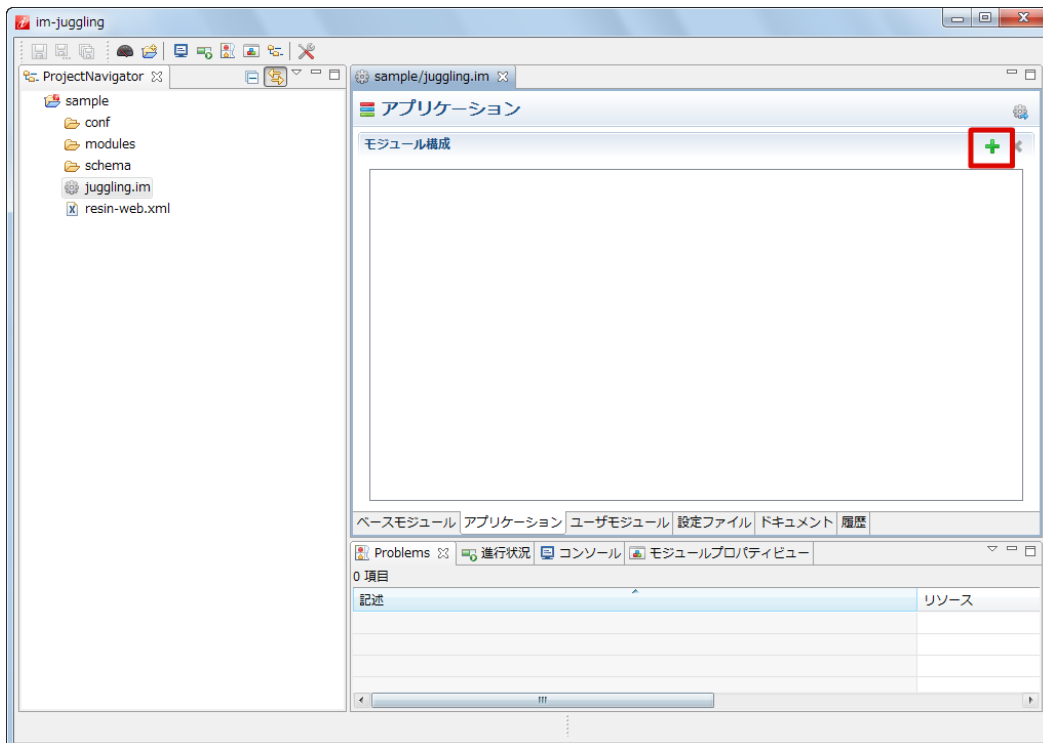 im-juggling
ProjectNavigator
sample
conf
modules
schema
juggling.im
resin-web.xml
sample/juggling.im
アプリケーション
モジュール構成
ベースモジュール アプリケーション ユーザモジュール 設定ファイル ドキュメント 履歴
Problems 進行状況 コンソール モジュールプロパティビュー
0 項目
記述 リソース